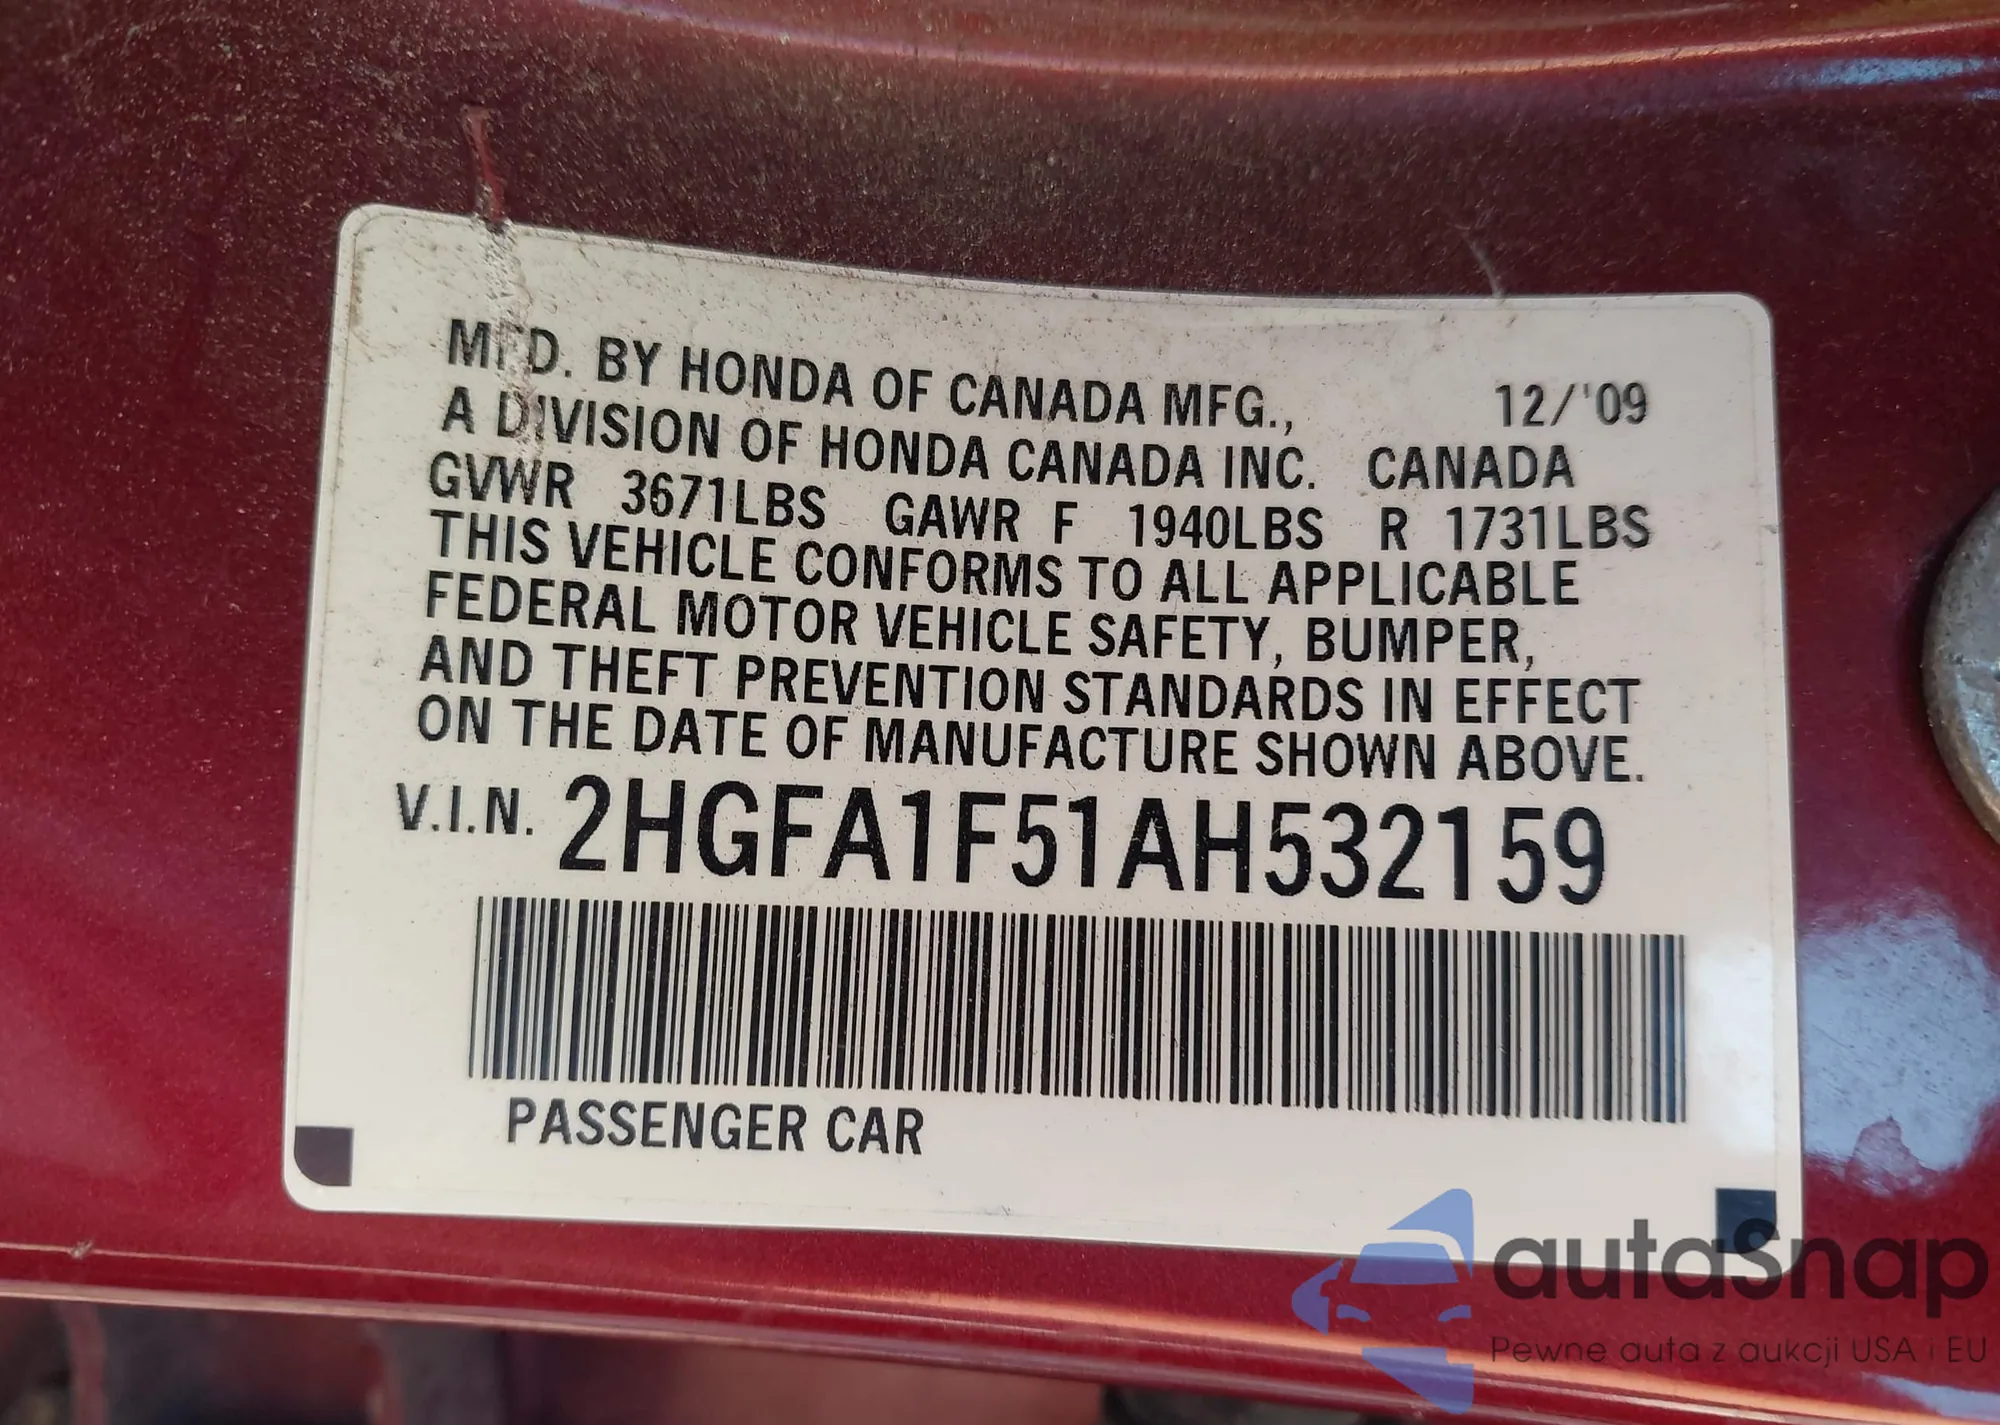 MFD. BY HONDA OF CANADA MFG., 12/'09
A DIVISION OF HONDA CANADA INC. CANADA
GVWR 3671LBS GAWR F 1940LBS R 1731LBS
THIS VEHICLE CONFORMS TO ALL APPLICABLE
FEDERAL MOTOR VEHICLE SAFETY, BUMPER,
AND THEFT PREVENTION STANDARDS IN EFFECT
ON THE DATE OF MANUFACTURE SHOWN ABOVE.
V.I.N. 2HGFA1F51AH532159
PASSENGER CAR
autaSnap
Pewne auta z aukcji USA i EU